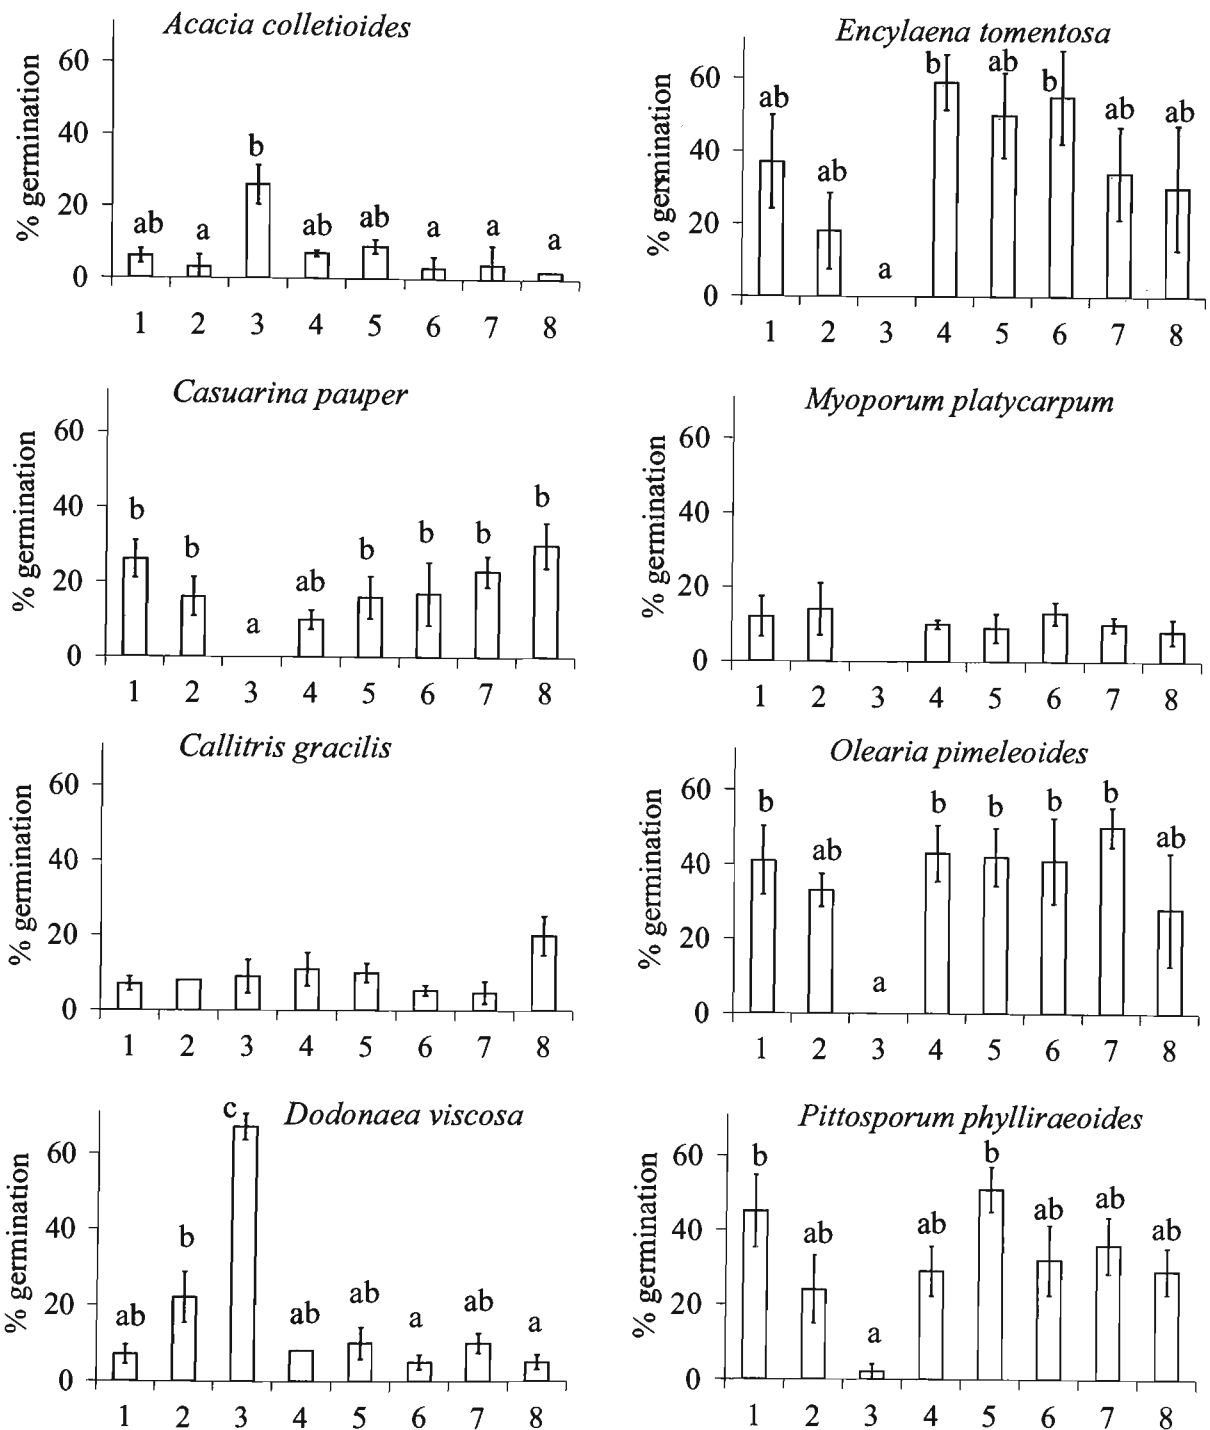 Acacia colletioides
% germination
60
40
20
0
ab a b ab ab a a a
1 2 3 4 5 6 7 8
Encylaena tomentosa
% germination
60
40
20
0
ab ab a b ab b ab ab
1 2 3 4 5 6 7 8
Casuarina pauper
% germination
60
40
20
0
b b a ab b b b b
1 2 3 4 5 6 7 8
Myoporum platycarpum
% germination
60
40
20
0
1 2 3 4 5 6 7 8
Callitris gracilis
% germination
60
40
20
0
1 2 3 4 5 6 7 8
Olearia pimeleoides
% germination
60
40
20
0
b ab a b b b b ab
1 2 3 4 5 6 7 8
Dodonaea viscosa
% germination
60
40
20
0
ab b c ab ab a ab a
1 2 3 4 5 6 7 8
Pittosporum phylliraeoides
% germination
60
40
20
0
b ab a ab b ab ab ab
1 2 3 4 5 6 7 8